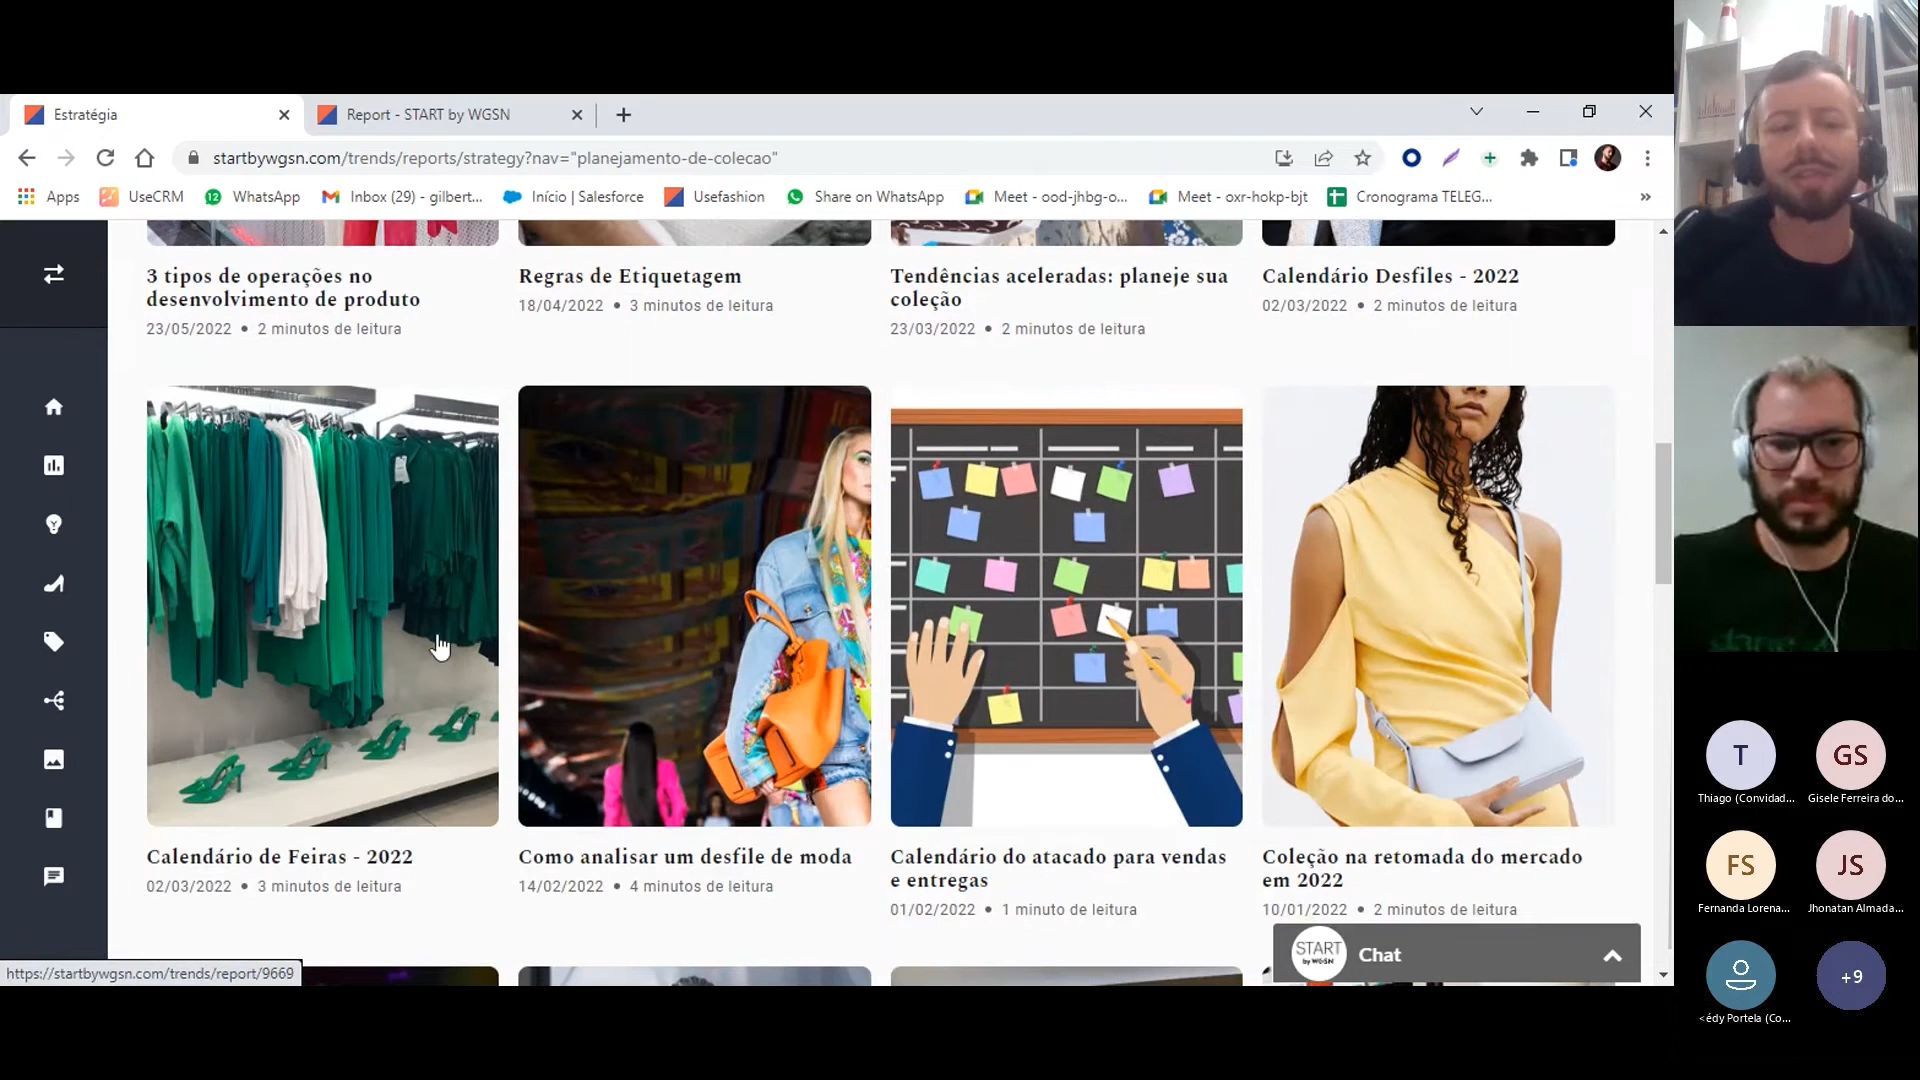 Estratégia
Report - START by WGSN
startbywgsn.com/trends/reports/strategy?nav="planejamento-de-colecao"
Apps
UseCRM
12
WhatsApp
Inbox (29) - gilbert...
Início | Salesforce
Usefashion
Share on WhatsApp
Meet - ood-jhbg-o...
Meet - oxr-hokp-bjt
Cronograma TELEG...
»
3 tipos de operações no
desenvolvimento de produto
23/05/2022 • 2 minutos de leitura
Regras de Etiquetagem
18/04/2022 • 3 minutos de leitura
Tendências aceleradas: planeje sua
coleção
23/03/2022 • 2 minutos de leitura
Calendário Desfiles - 2022
02/03/2022 • 2 minutos de leitura
Calendário de Feiras - 2022
02/03/2022 • 3 minutos de leitura
Como analisar um desfile de moda
14/02/2022 • 4 minutos de leitura
Calendário do atacado para vendas
e entregas
01/02/2022 • 1 minuto de leitura
Coleção na retomada do mercado
em 2022
10/01/2022 • 2 minutos de leitura
START
by WGSN
Chat
https://startbywgsn.com/trends/report/9669
T
Thiago (Convidad...
GS
Gisele Ferreira do...
FS
Fernanda Lorena...
JS
Jhonatan Almada...
<édy Portela (Co...
+9